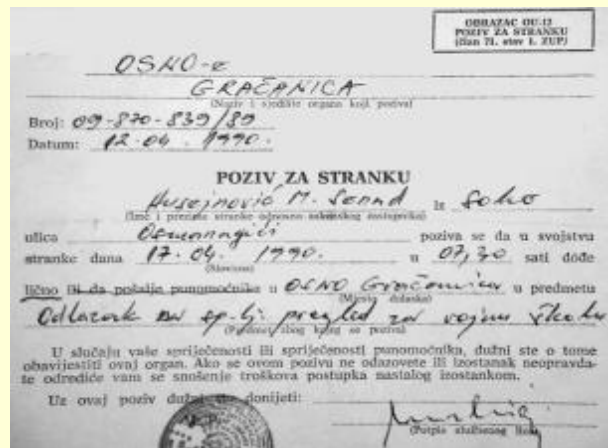 OBRAZAC OU-12
POZIV ZA STRANKU
(član 71. stav 1. ZUP)
OSNO-e
GRAČANICA
(Naziv i sjedište organa koji poziva)
Broj: 09-870-839/89
Datum: 12.04. 1990.
POZIV ZA STRANKU
Husejnović M. Senad iz Soko
(Ime i prezime stranke odnosno zakonskog zastupnika)
ulica Osmanagići poziva se da u svojstvu
stranke dana 17.04. 1990. u 07,30 sati dođe
lično ili da pošalje punomoćnika u OSNO Gračanica u predmetu
(Mjesto dolaska)
Odlazak na sp.lj. pregled za vojnu školu
(Predmet zbog kojeg se poziva)
U slučaju vaše spriječenosti ili spriječenosti punomoćnika, dužni ste o tome
obavijestiti ovaj organ. Ako se ovom pozivu ne odazovete ili izostanak neopravda-
te odrediće vam se snošenje troškova postupka nastalog izostankom.
Uz ovaj poziv dužni ste donijeti:
(Potpis službenog lica)